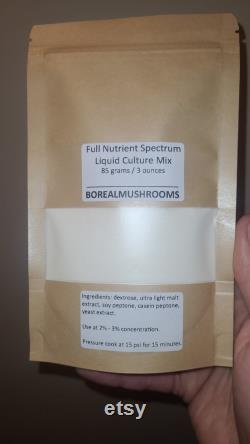 Full Nutrient Spectrum
Liquid Culture Mix
85 grams / 3 ounces
BOREALMUSHROOMS
Ingredients: dextrose, ultra light malt
extract, soy peptone, casein peptone,
yeast extract.
Use at 2% - 3% concentration.
Pressure cook at 15 psi for 15 minutes.
etsy